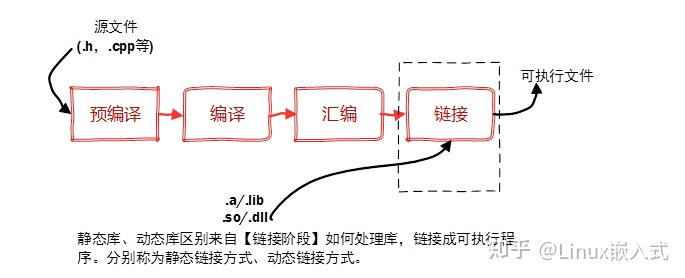 源文件
(.h，.cpp等)
可执行文件
预编译
编译
汇编
链接
.a/.lib
.so/.dll
静态库、动态库区别来自【链接阶段】如何处理库，链接成可执行程
序。分别称为静态链接方式、动态链接方式。
知乎 @Linux嵌入式